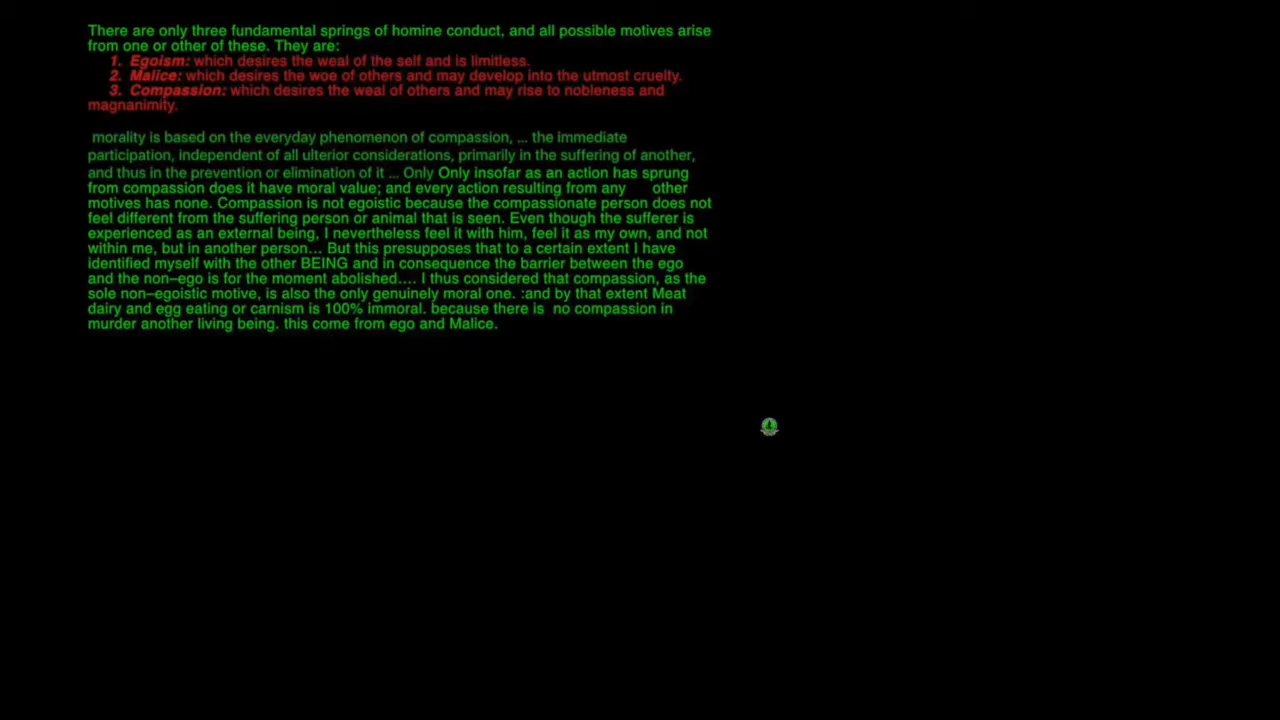 There are only three fundamental springs of homine conduct, and all possible motives arise
from one or other of these. They are:
1. Egoism: which desires the weal of the self and is limitless.
2. Malice: which desires the woe of others and may develop into the utmost cruelty.
3. Compassion: which desires the weal of others and may rise to nobleness and
magnanimity.
morality is based on the everyday phenomenon of compassion, ... the immediate
participation, independent of all ulterior considerations, primarily in the suffering of another,
and thus in the prevention or elimination of it ... Only Only insofar as an action has sprung
from compassion does it have moral value; and every action resulting from any other
motives has none. Compassion is not egoistic because the compassionate person does not
feel different from the suffering person or animal that is seen. Even though the sufferer is
experienced as an external being, I nevertheless feel it with him, feel it as my own, and not
within me, but in another person... But this presupposes that to a certain extent I have
identified myself with the other BEING and in consequence the barrier between the ego
and the non–ego is for the moment abolished.... I thus considered that compassion, as the
sole non–egoistic motive, is also the only genuinely moral one. :and by that extent Meat
dairy and egg eating or carnism is 100% immoral. because there is no compassion in
murder another living being. this come from ego and Malice.